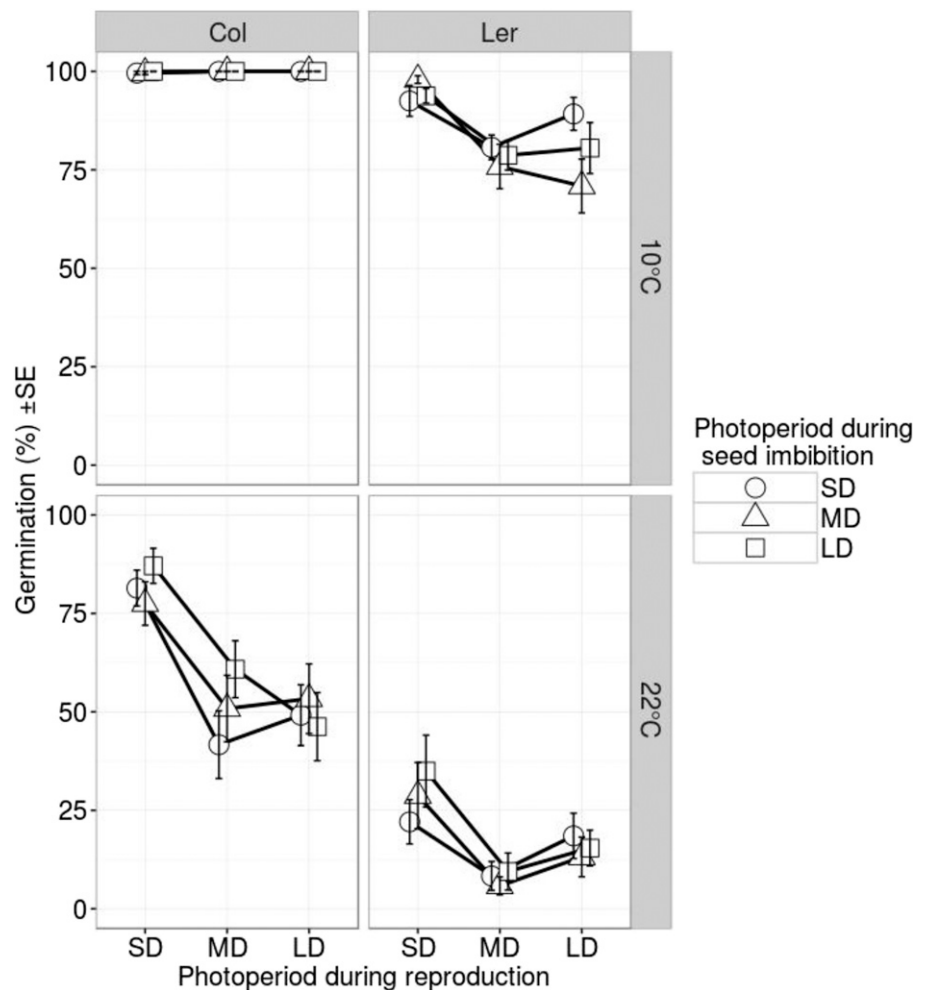 Col
Ler
100
75
50
25
0
10°C
100
75
50
25
0
22°C
Germination (%) ±SE
SD MD LD
SD MD LD
Photoperiod during reproduction
Photoperiod during
seed imbibition
SD
MD
LD